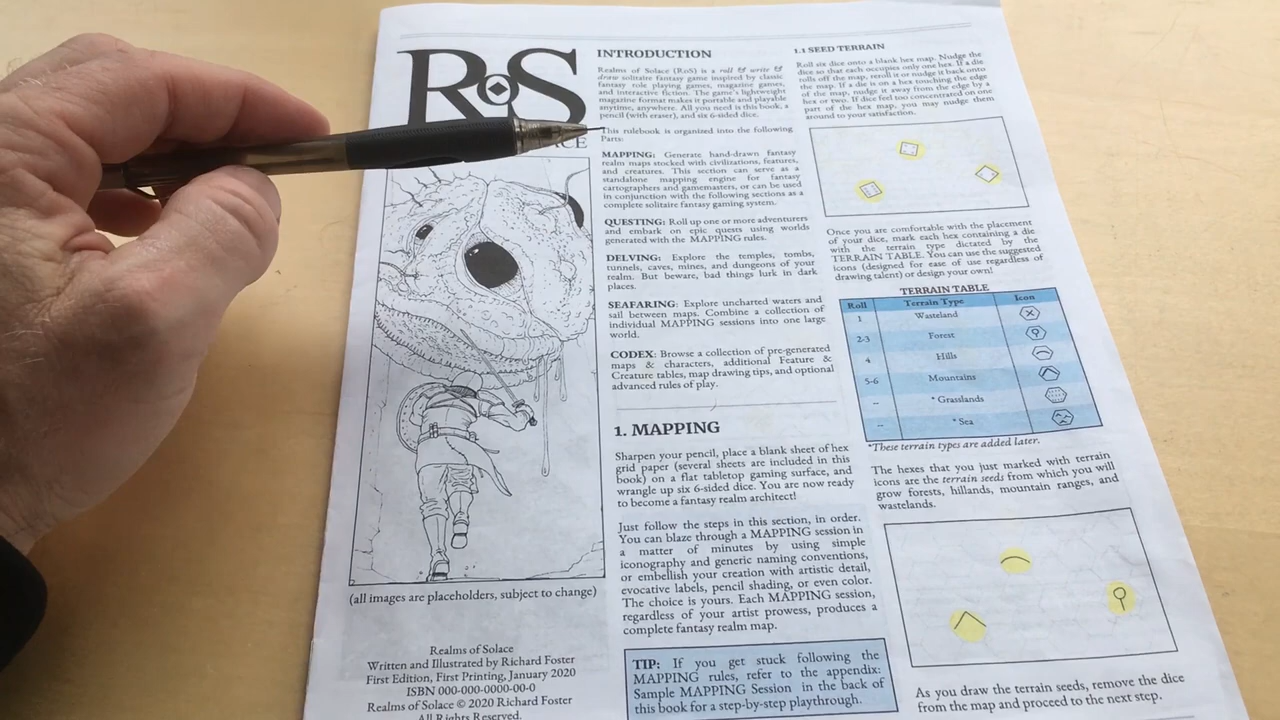 RoS
INTRODUCTION
Realms of Solace (RoS) is a roll & write &
draw solitaire fantasy game inspired by classic
fantasy role playing games, magazine games,
and interactive fiction. The game's lightweight
magazine format makes it portable and playable
anytime, anywhere. All you need is this book, a
pencil (with eraser), and six 6-sided dice.
This rulebook is organized into the following
Parts:
MAPPING: Generate hand-drawn fantasy
realm maps stocked with civilizations, features,
and creatures. This section can serve as a
standalone mapping engine for fantasy
cartographers and gamemasters, or can be used
in conjunction with the following sections as a
complete solitaire fantasy gaming system.
QUESTING: Roll up one or more adventurers
and embark on epic quests using worlds
generated with the MAPPING rules.
DELVING: Explore the temples, tombs,
tunnels, caves, mines, and dungeons of your
realm. But beware, bad things lurk in dark
places.
SEAFARING: Explore uncharted waters and
sail between maps. Combine a collection of
individual MAPPING sessions into one large
world.
CODEX: Browse a collection of pre-generated
maps & characters, additional Feature &
Creature tables, map drawing tips, and optional
advanced rules of play.
(all images are placeholders, subject to change)
Realms of Solace
Written and Illustrated by Richard Foster
First Edition, First Printing, January 2020
ISBN 000-000-0000-00-0
Realms of Solace © 2020 Richard Foster
All Rights Reserved.
1. MAPPING
Sharpen your pencil, place a blank sheet of hex
grid paper (several sheets are included in this
book) on a flat tabletop gaming surface, and
wrangle up six 6-sided dice. You are now ready
to become a fantasy realm architect!
Just follow the steps in this section, in order.
You can blaze through a MAPPING session in
a matter of minutes by using simple
iconography and generic naming conventions,
or embellish your creation with artistic detail,
evocative labels, pencil shading, or even color.
The choice is yours. Each MAPPING session,
regardless of your artist prowess, produces a
complete fantasy realm map.
TIP: If you get stuck following the
MAPPING rules, refer to the appendix:
Sample MAPPING Session in the back of
this book for a step-by-step playthrough.
1.1 SEED TERRAIN
Roll six dice onto a blank hex map. Nudge the
dice so that each occupies only one hex. If a die
rolls off the map, reroll it or nudge it back onto
the map. If a die is on a hex touching the edge
of the map, nudge it away from the edge by a
hex or two. If dice feel too concentrated on one
part of the hex map, you may nudge them
around to your satisfaction.
Once you are comfortable with the placement
of your dice, mark each hex containing a die
with the terrain type dictated by the
TERRAIN TABLE. You can use the suggested
icons (designed for ease of use regardless of
drawing talent) or design your own!
TERRAIN TABLE
Roll Terrain Type Icon
1 Wasteland
2-3 Forest
4 Hills
5-6 Mountains
-- * Grasslands
-- * Sea
*These terrain types are added later.
The hexes that you just marked with terrain
icons are the terrain seeds from which you will
grow forests, hillands, mountain ranges, and
wastelands.
As you draw the terrain seeds, remove the dice
from the map and proceed to the next step.